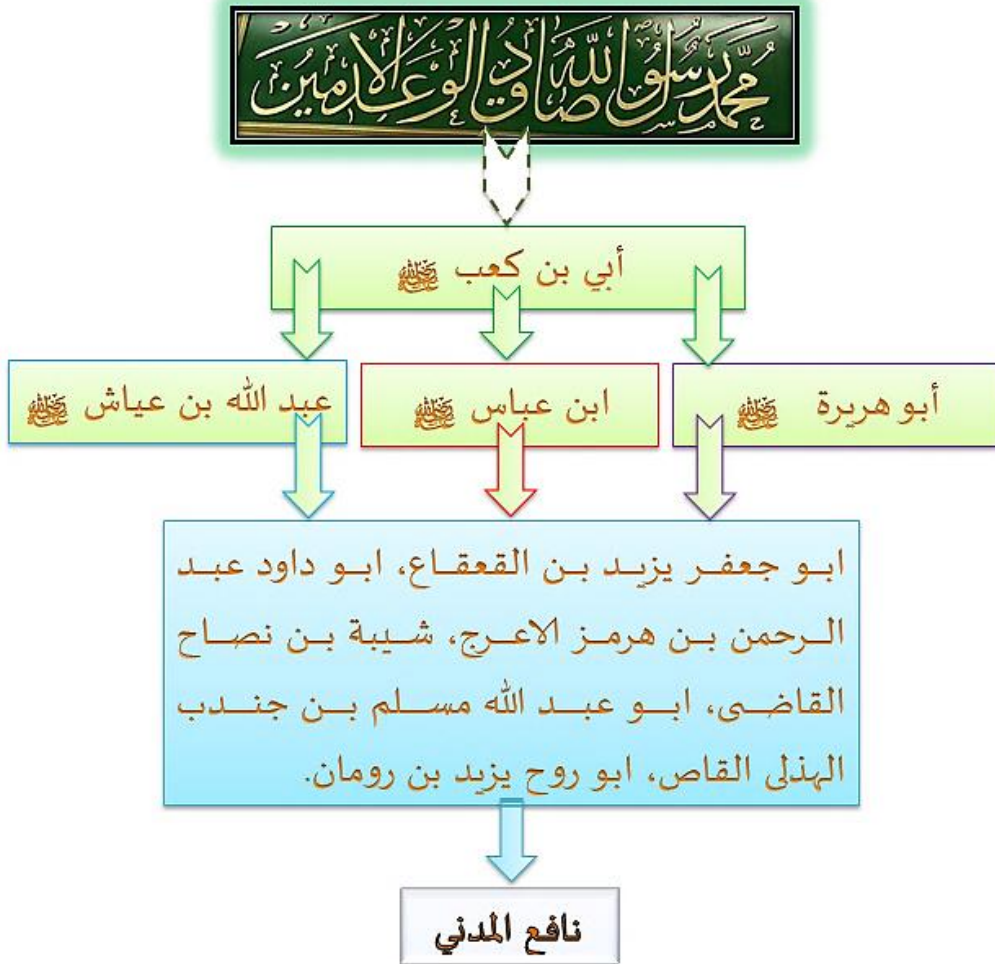 محمد رسول الله صادق الوعد الامين
أبي بن كعب ﵁
أبو هريرة ﵁
ابن عباس ﵁
عبد الله بن عياش ﵁
ابو جعفر يزيد بن القعقاع، ابو داود عبد
الرحمن بن هرمز الاعرج، شيبة بن نصاح
القاضى، ابو عبد الله مسلم بن جندب
الهذلى القاص، ابو روح يزيد بن رومان.
نافع المدني